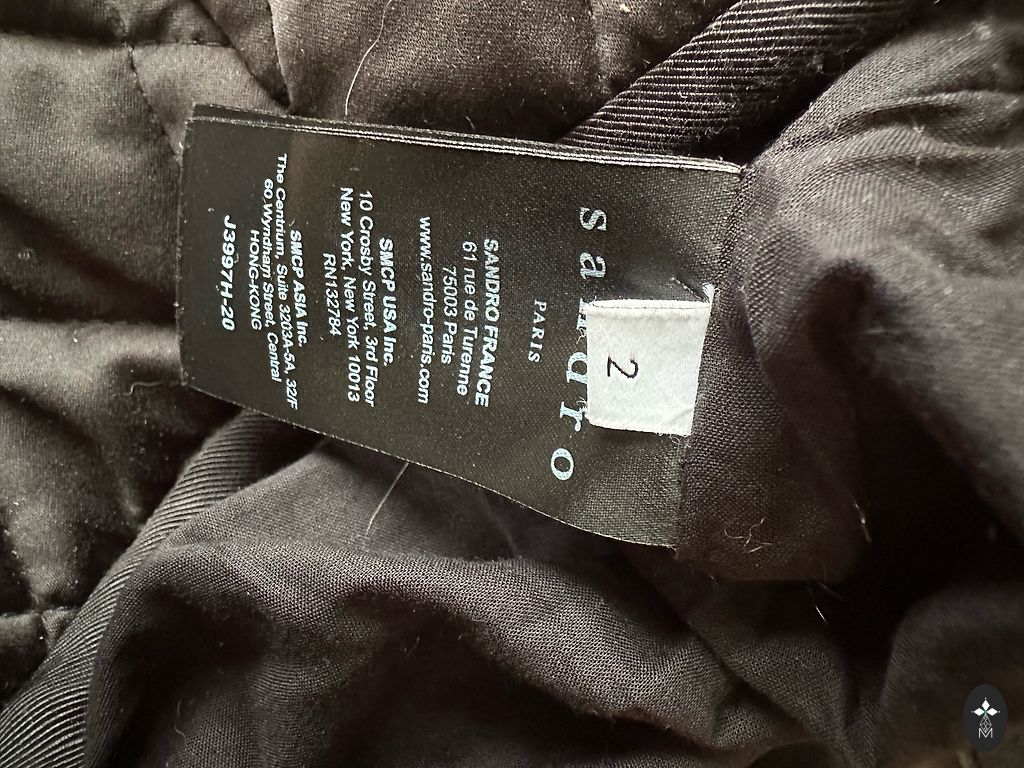 sandro
PARIS
2
SANDRO FRANCE
61 rue de Turenne
75003 Paris
www.sandro-paris.com
SMCP USA Inc.
10 Crosby Street, 3rd Floor
New York, New York 10013
RN132784
SMCP ASIA Inc.
The Centrium, Suite 3203A-5A, 32/F
60,Wyndham Street, Central
HONG-KONG
J5997H-20
M